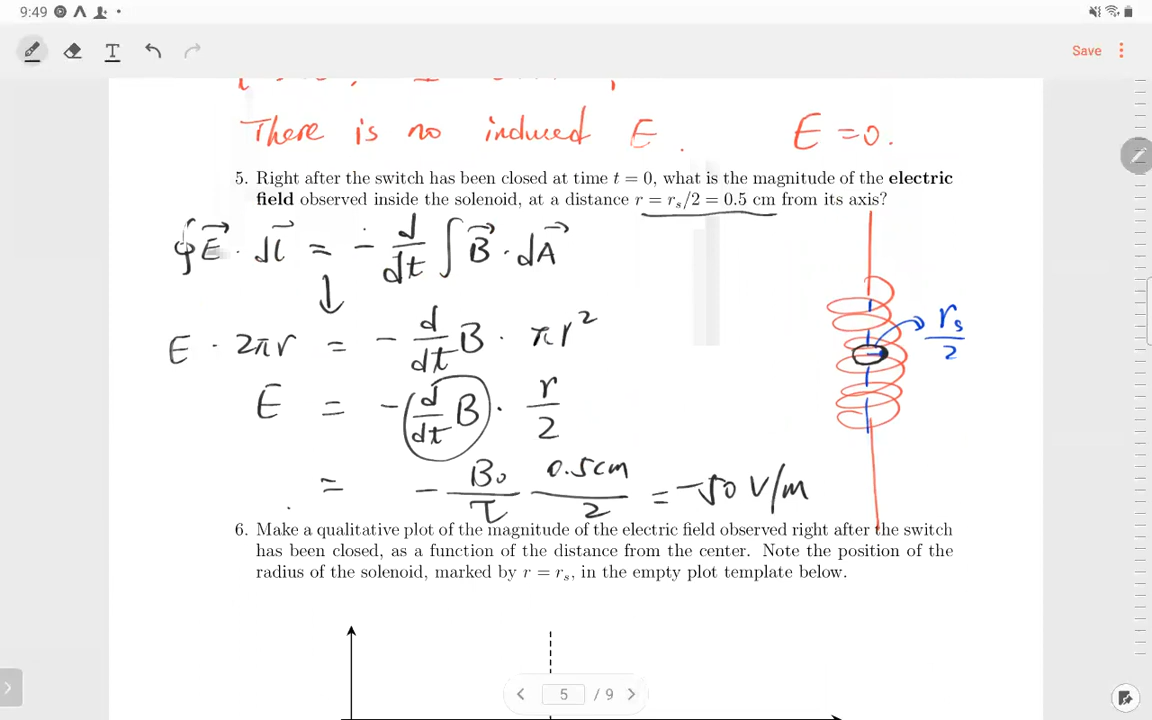 9:49
Save
There is no induced E. E = 0.
5. Right after the switch has been closed at time t = 0, what is the magnitude of the electric
field observed inside the solenoid, at a distance r = r_s/2 = 0.5 cm from its axis?
∮ E⃗ · dl⃗ = - d/dt ∫ B⃗ · dA⃗
↓
E · 2πr = - d/dt B · πr²
r_s/2
E = -(d/dt B) · r/2
= - B₀/τ 0.5cm/2 = -50 V/m
6. Make a qualitative plot of the magnitude of the electric field observed right after the switch
has been closed, as a function of the distance from the center. Note the position of the
radius of the solenoid, marked by r = r_s, in the empty plot template below.
5 / 9